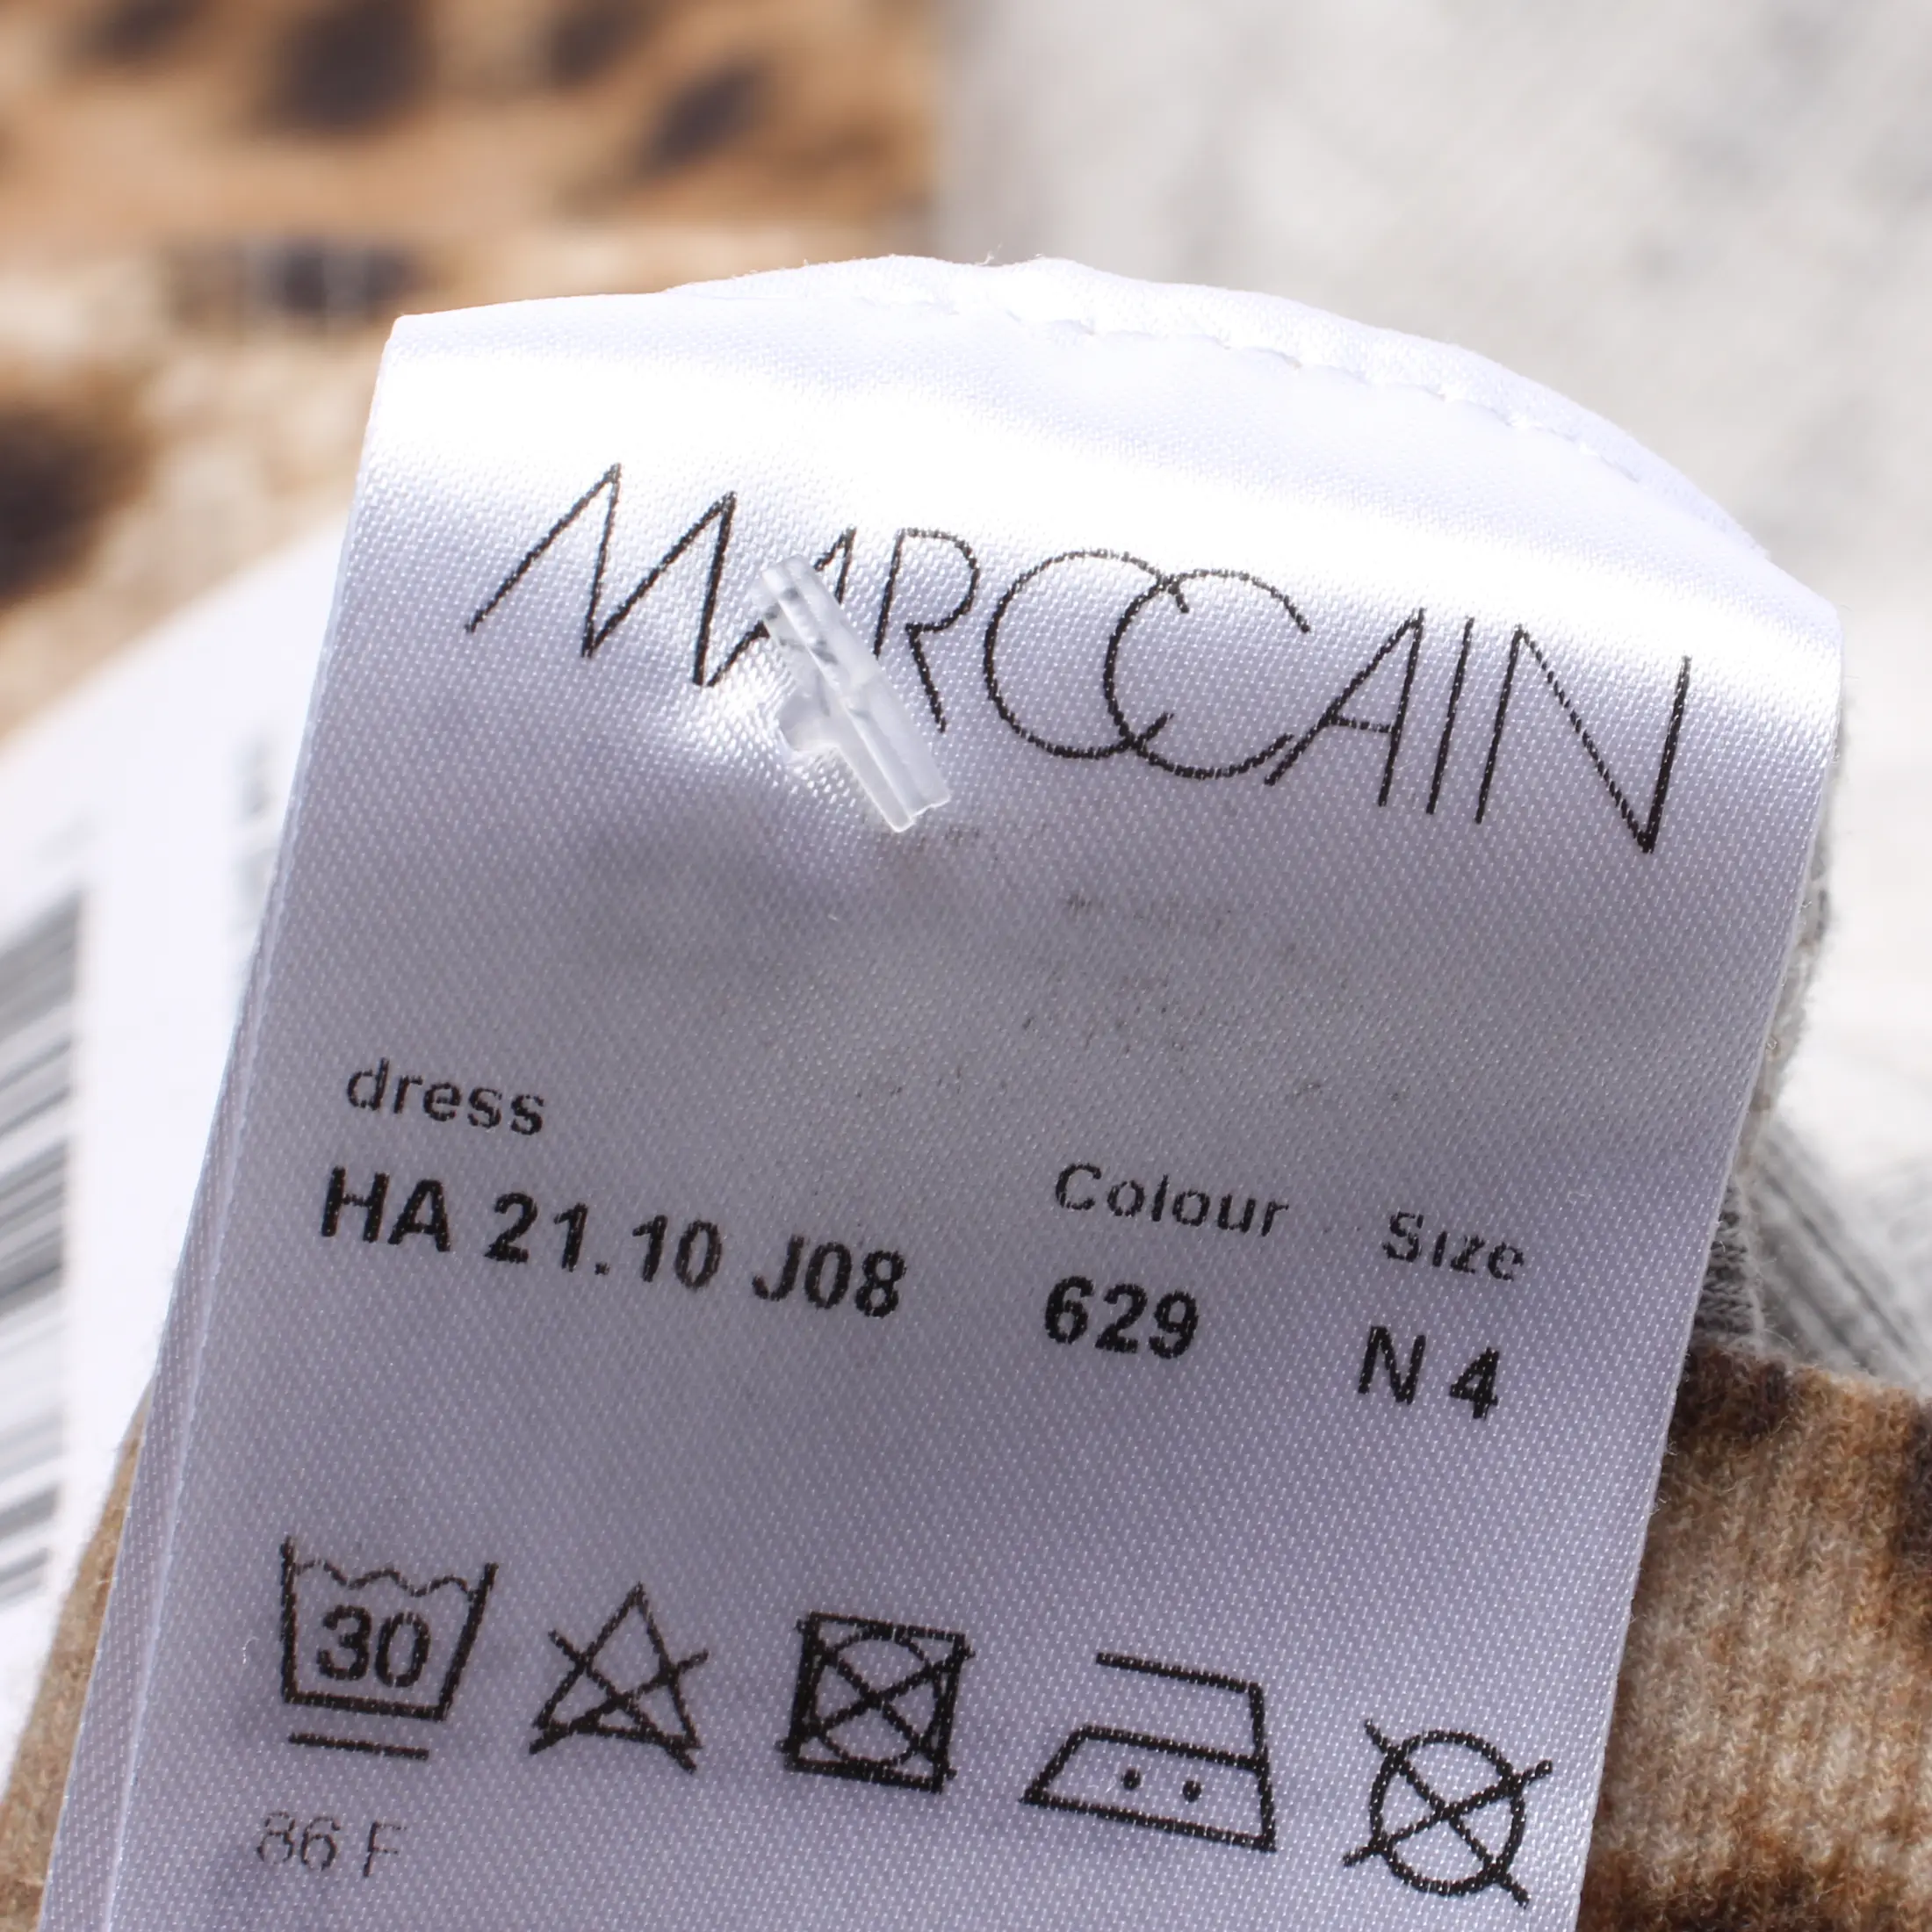 MARCCAIN
dress
Colour Size
HA 21.10 J08 629 N 4
30
86 F